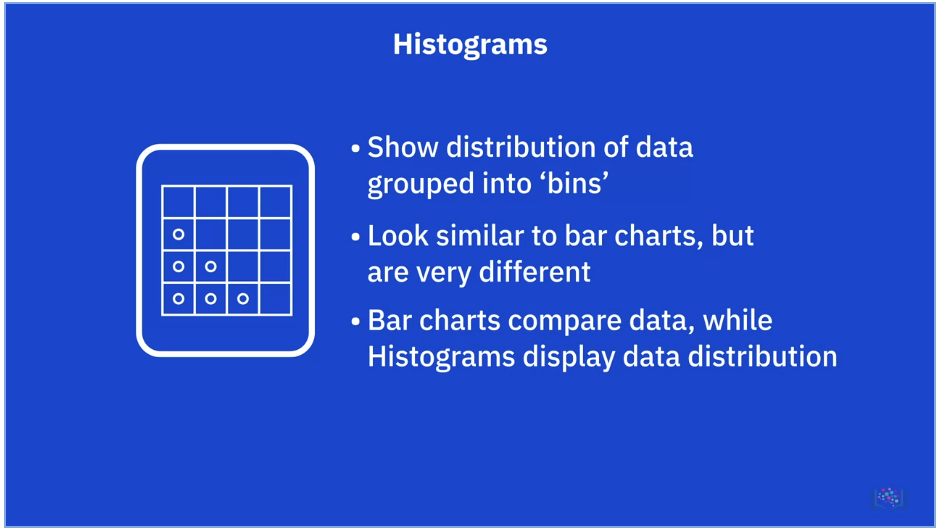 Histograms
• Show distribution of data
grouped into ‘bins’
• Look similar to bar charts, but
are very different
• Bar charts compare data, while
Histograms display data distribution